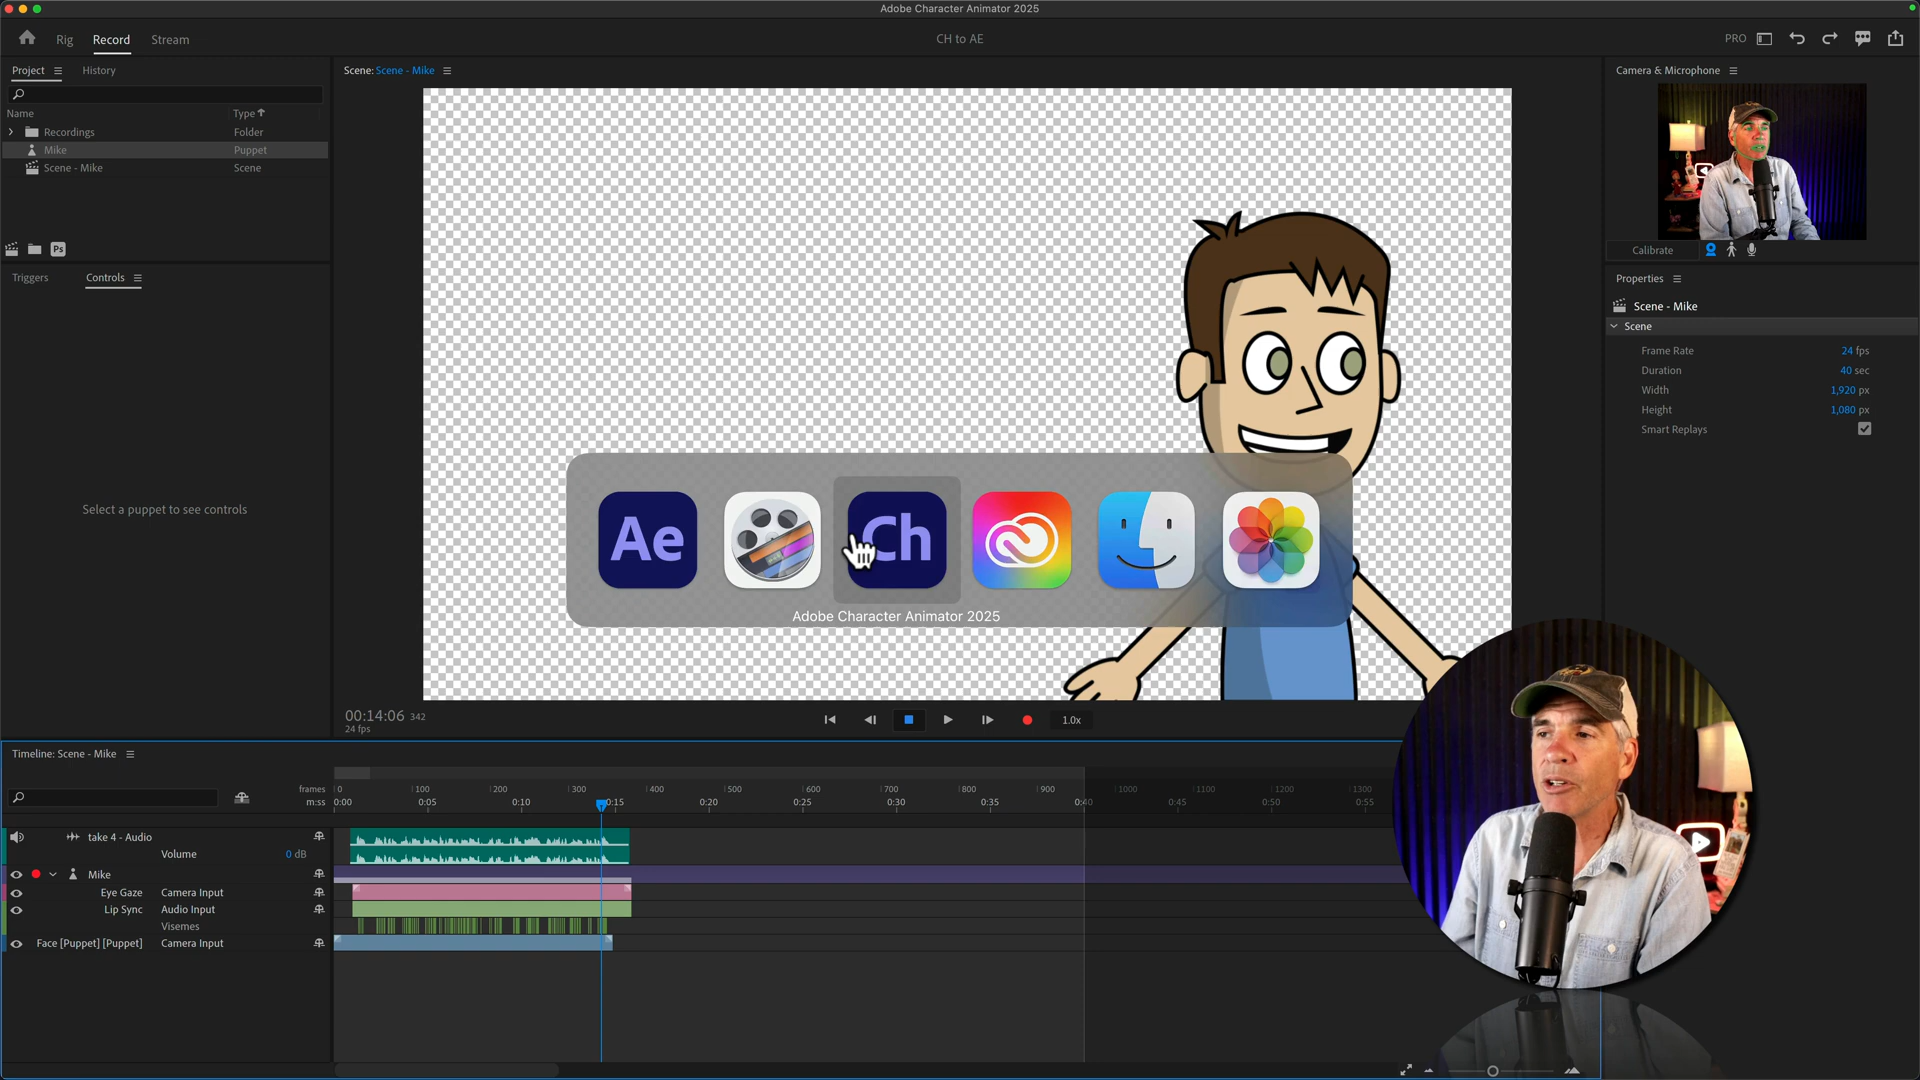 Adobe Character Animator 2025
Rig
Record
Stream
CH to AE
PRO
Project
History
Scene: Scene - Mike
Camera & Microphone
Name
Type
Recordings
Folder
Mike
Puppet
Scene - Mike
Scene
Ps
Calibrate
Triggers
Controls
Properties
Scene - Mike
Scene
Frame Rate
24 fps
Duration
40 sec
Width
1,920 px
Height
1,080 px
Smart Replays
Select a puppet to see controls
Ae
Ch
Adobe Character Animator 2025
00:14:06
342
24 fps
1.0x
Timeline: Scene - Mike
frames
0
100
200
300
400
500
600
700
800
900
1000
1100
1200
1300
m:ss
0:00
0:05
0:10
0:15
0:20
0:25
0:30
0:35
0:40
0:45
0:50
0:55
take 4 - Audio
Volume
0 dB
Mike
Eye Gaze
Camera Input
Lip Sync
Audio Input
Visemes
Face [Puppet] [Puppet]
Camera Input